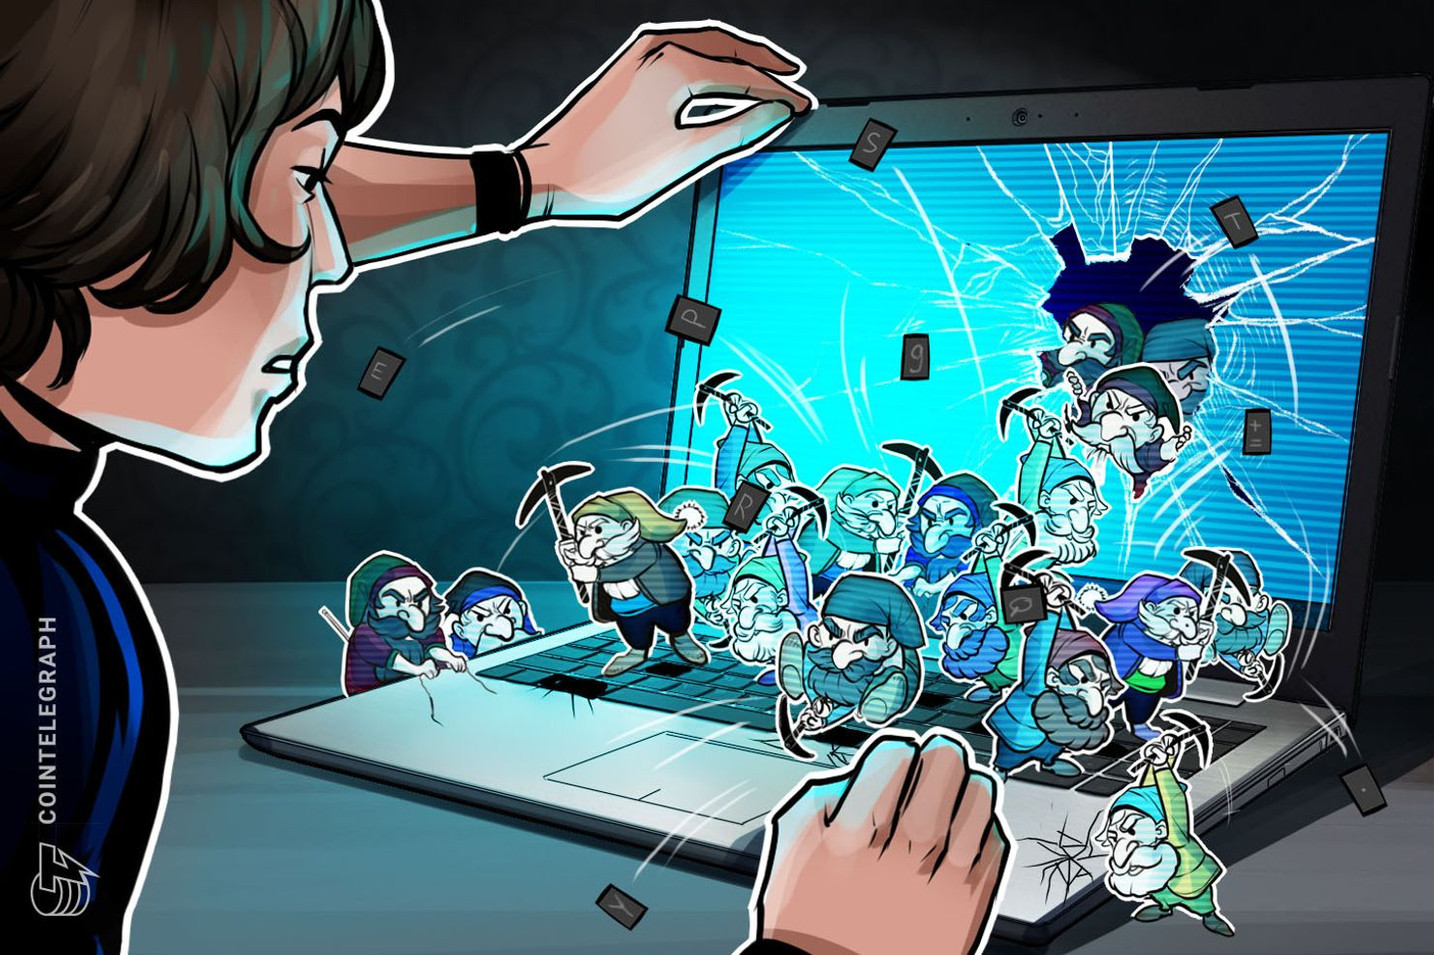 S
T
P
E
g
+
=
R
Q
Y
COINTELEGRAPH